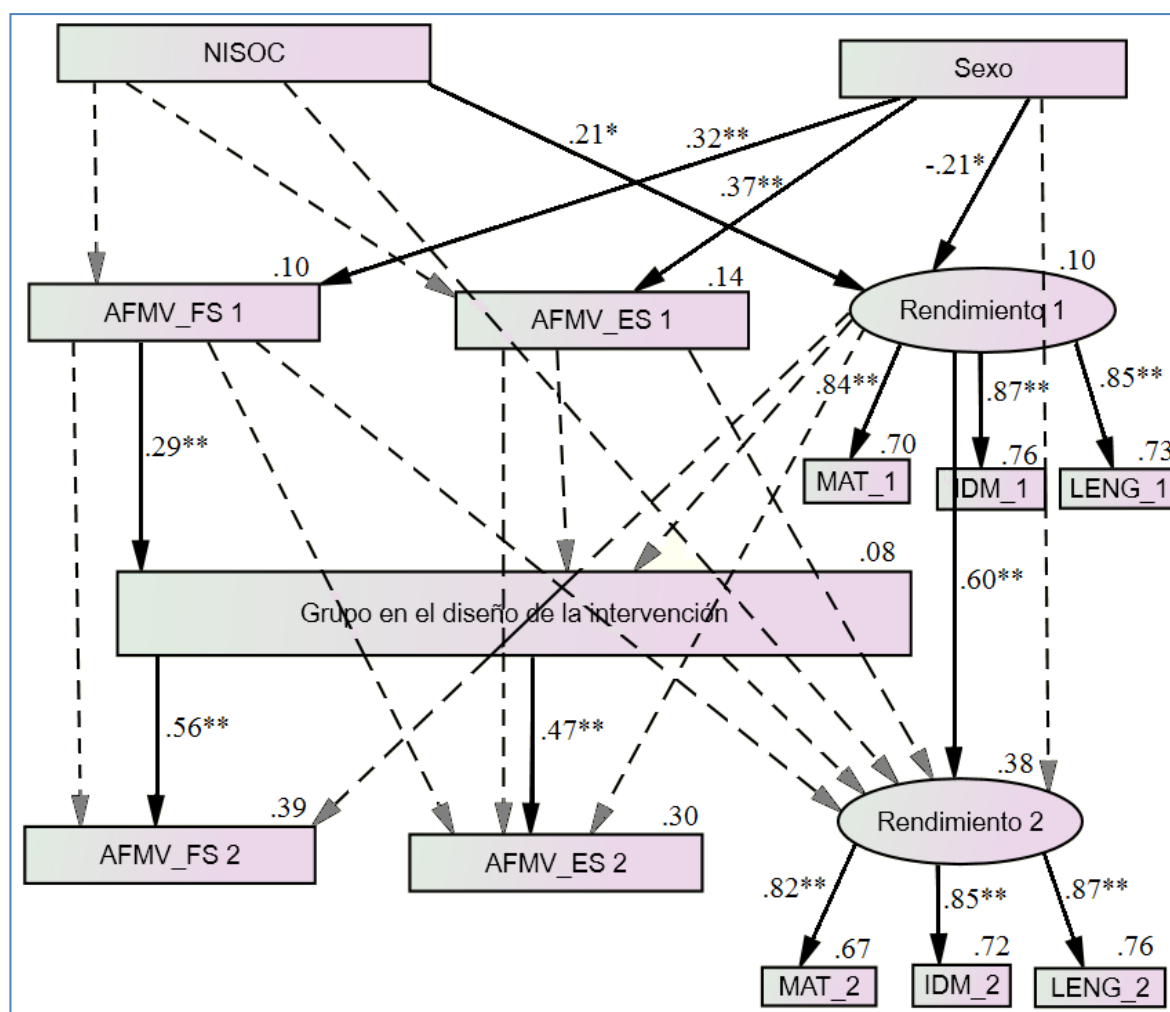 NISOC
Sexo
.21*
.32**
.37**
-.21*
.10
.14
.10
AFMV_FS 1
AFMV_ES 1
Rendimiento 1
.84**
.87**
.85**
.29**
.70
.76
.73
MAT_1
IDM_1
LENG_1
.08
Grupo en el diseño de la intervención
.60**
.56**
.47**
.39
.30
.38
AFMV_FS 2
AFMV_ES 2
Rendimiento 2
.82**
.85**
.87**
.67
.72
.76
MAT_2
IDM_2
LENG_2